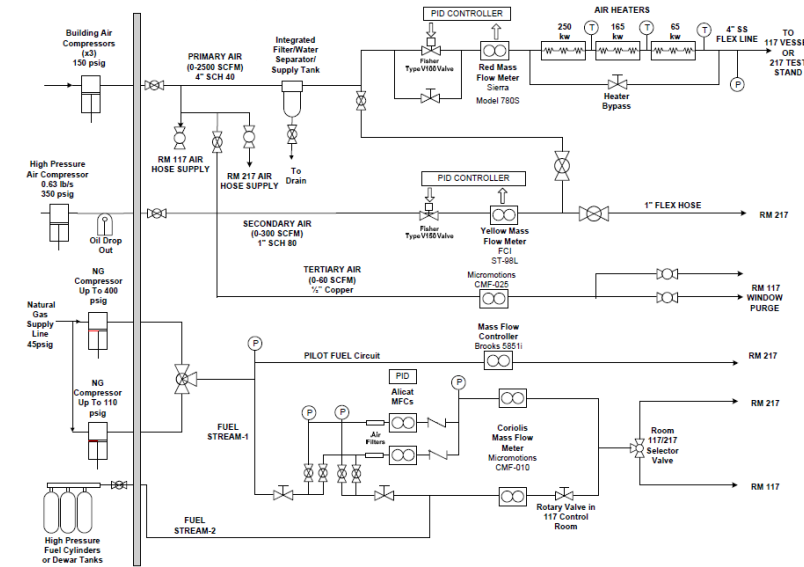 Building Air
Compressors
(x3)
150 psig
PRIMARY AIR
(0-2500 SCFM)
4" SCH 40
Integrated
Filter/Water
Separator/
Supply Tank
PID CONTROLLER
Fisher
Type V100 Valve
Red Mass
Flow Meter
Sierra
Model 780S
AIR HEATERS
250
kw
T
165
kw
T
65
kw
T
4" SS
FLEX LINE
P
TO
117 VESSEL
OR
217 TEST
STAND
Heater
Bypass
RM 117 AIR
HOSE SUPPLY
RM 217 AIR
HOSE SUPPLY
To
Drain
High Pressure
Air Compressor
0.63 lb/s
350 psig
Oil Drop
Out
SECONDARY AIR
(0-300 SCFM)
1" SCH 80
PID CONTROLLER
Fisher
Type V150 Valve
Yellow Mass
Flow Meter
FCI
ST-98L
1" FLEX HOSE
RM 217
TERTIARY AIR
(0-60 SCFM)
½" Copper
Micromotions
CMF-025
RM 117
WINDOW
PURGE
NG
Compressor
Up To 400
psig
Natural
Gas
Supply
Line
45psig
NG
Compressor
Up To 110
psig
P
PILOT FUEL Circuit
Mass Flow
Controller
Brooks 5851i
RM 217
FUEL
STREAM-1
P
P
Air
Filters
PID
Alicat
MFCs
P
Coriolis
Mass Flow
Meter
Micromotions
CMF-010
RM 217
Room
117/217
Selector
Valve
RM 117
Rotary Valve in
117 Control
Room
FUEL
STREAM-2
High Pressure
Fuel Cylinders
or Dewar Tanks